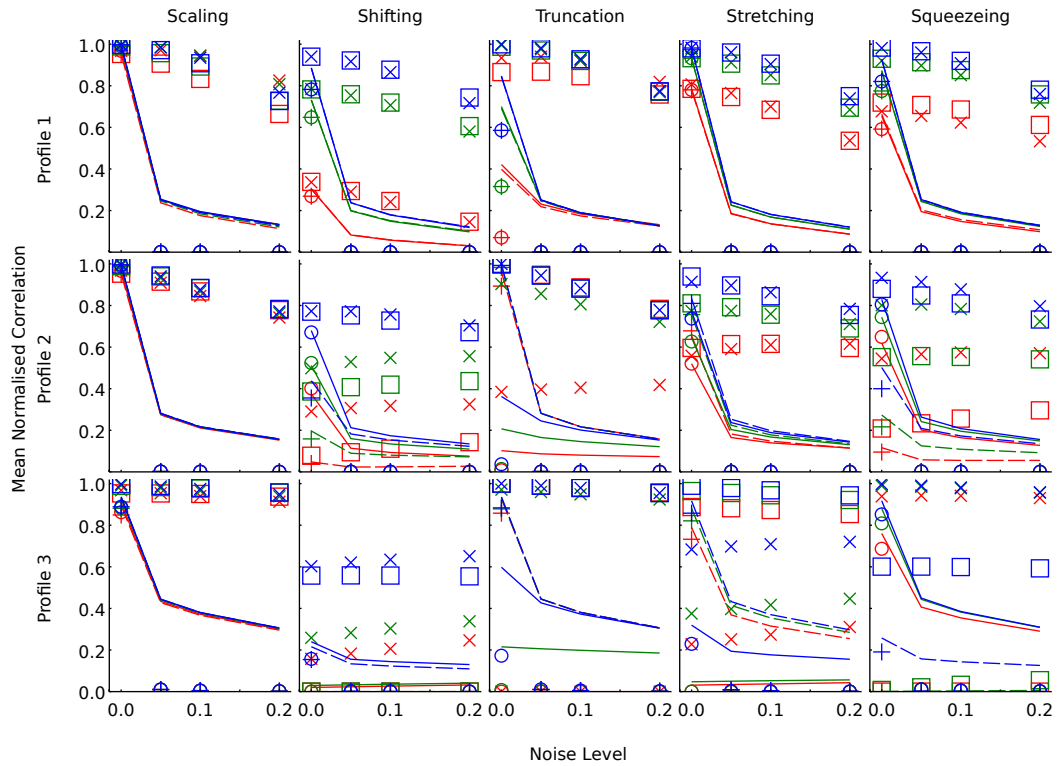 Scaling Shifting Truncation Stretching Squeezeing
1.0
0.8
0.6
0.4
0.2
Profile 1
1.0
0.8
0.6
0.4
0.2
Profile 2
Mean Normalised Correlation
1.0
0.8
0.6
0.4
0.2
0.0
Profile 3
0.0 0.1 0.2 0.0 0.1 0.2 0.0 0.1 0.2 0.0 0.1 0.2 0.0 0.1 0.2
Noise Level